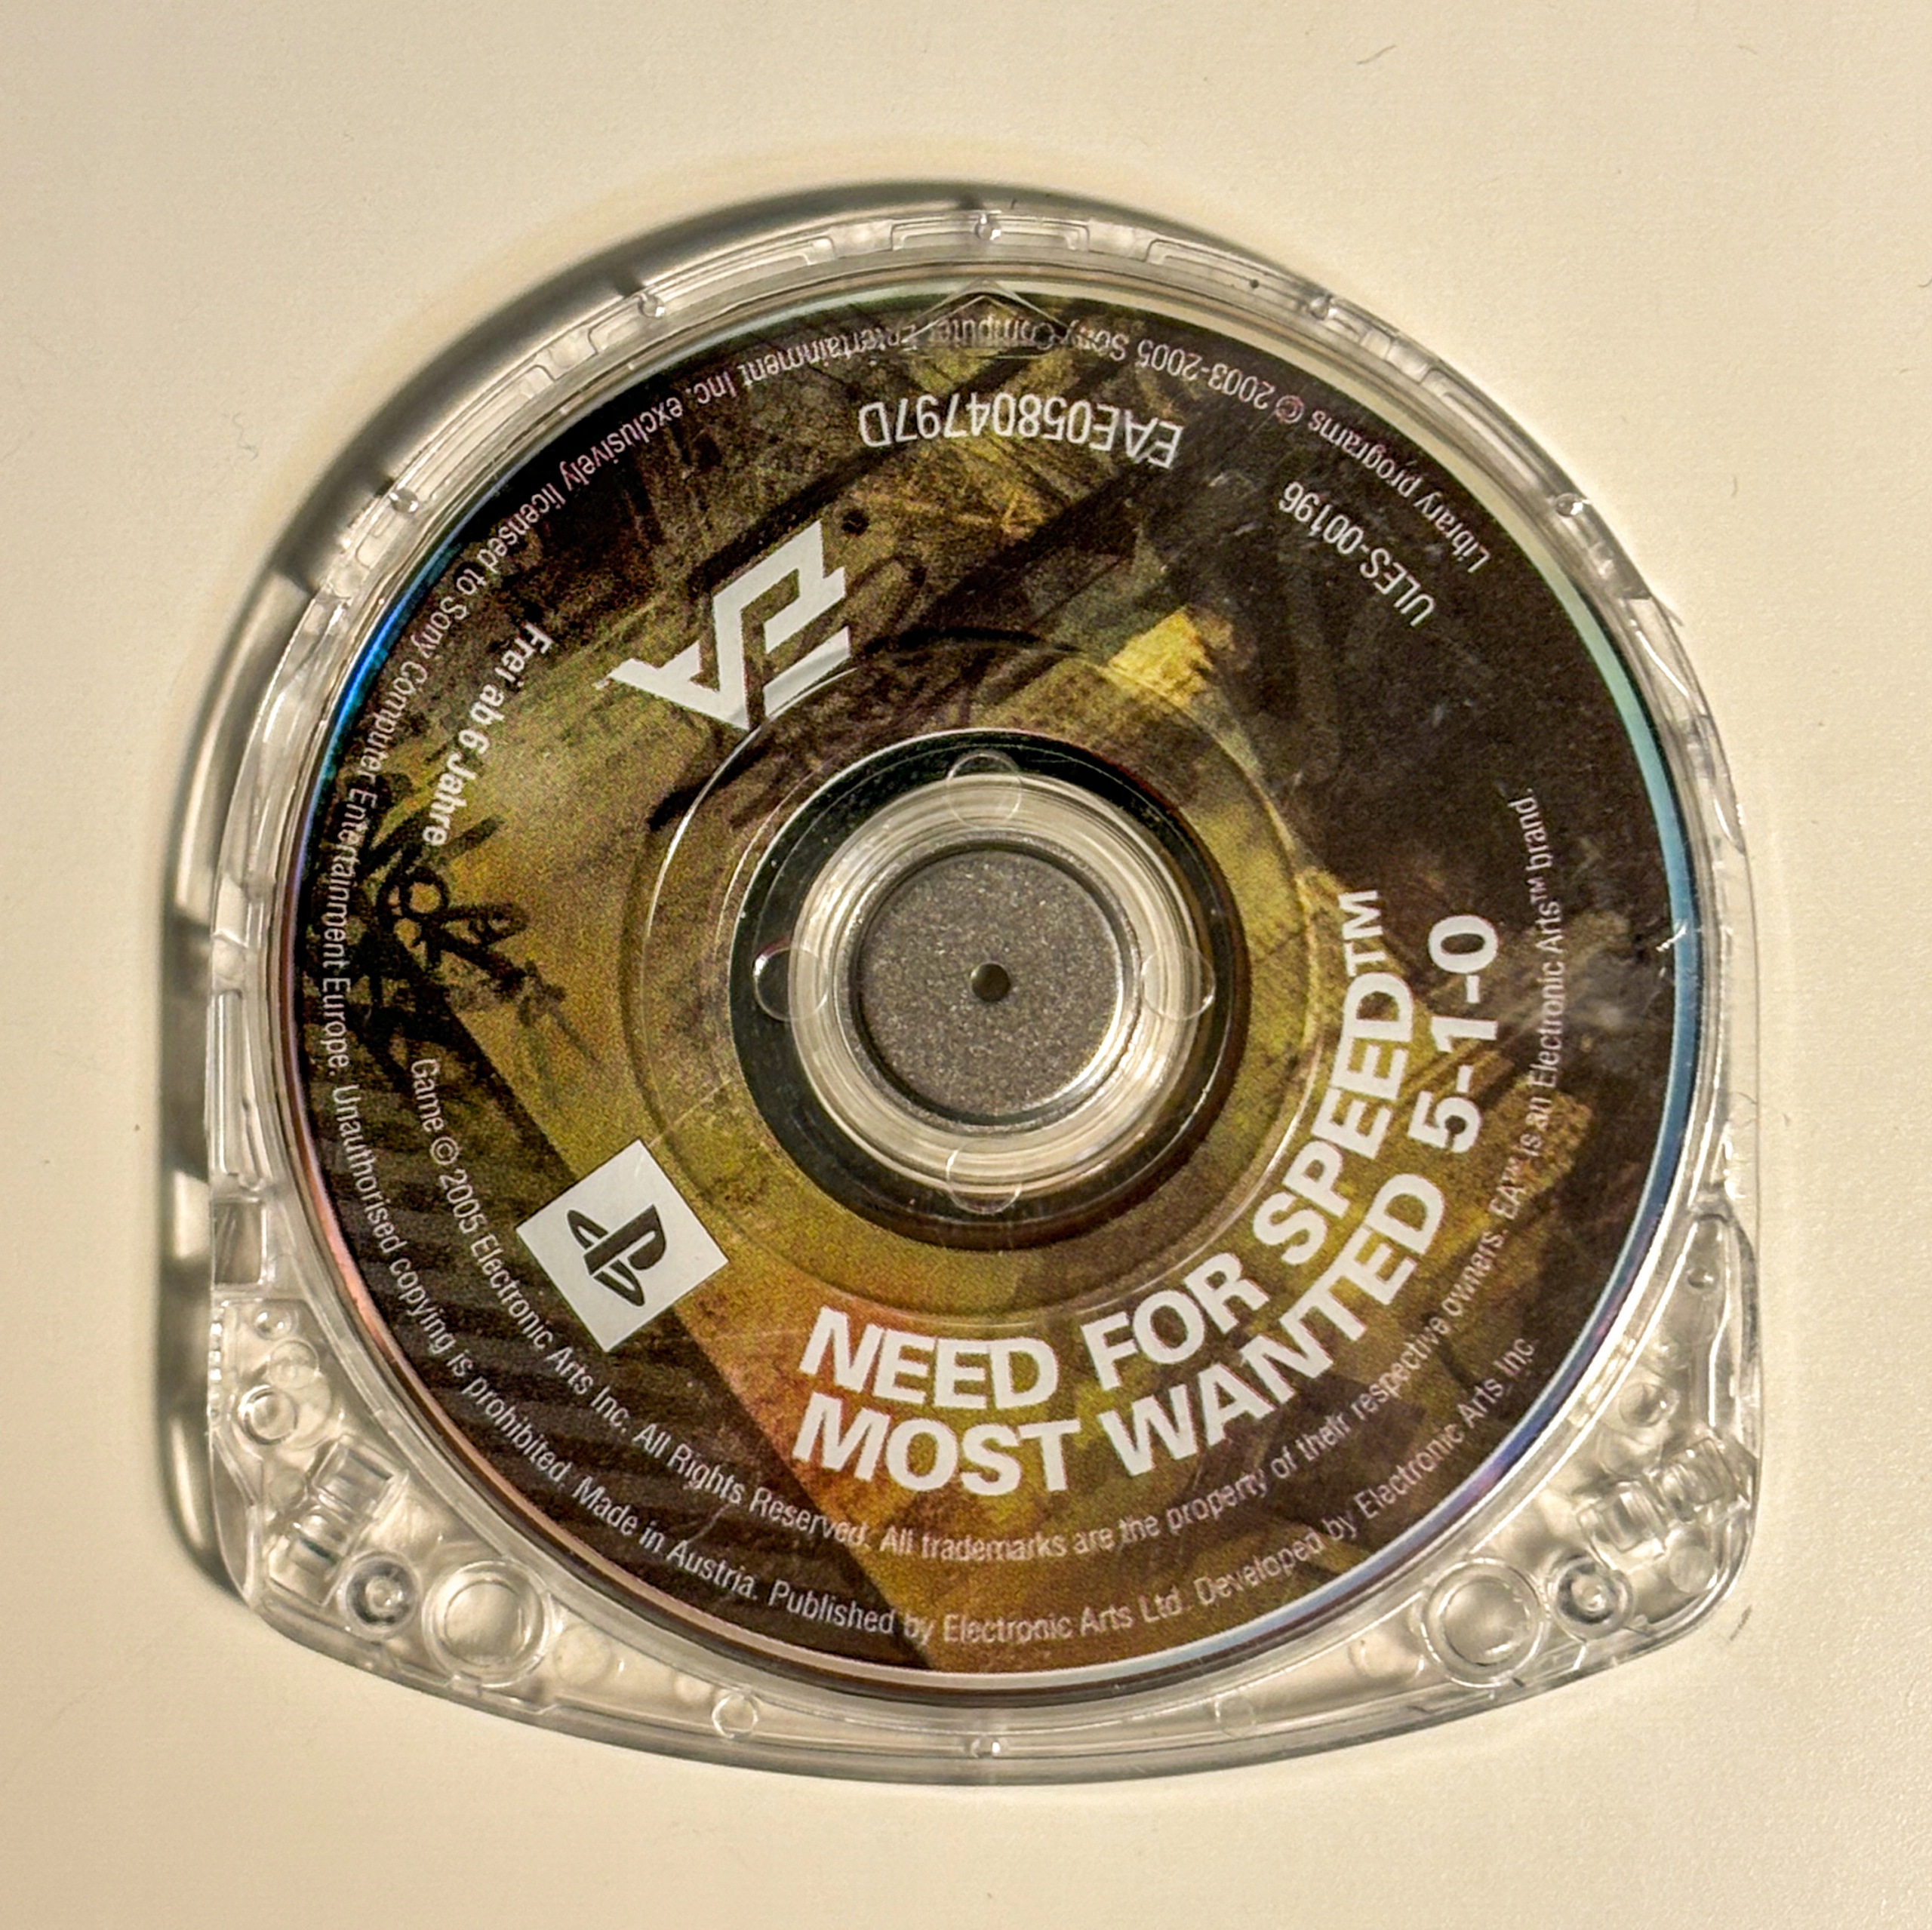 NEED FOR SPEED™
MOST WANTED 5-1-0
EA™
Frei ab 6 Jahre
EAE05804797D
ULES-00196
Game © 2005 Electronic Arts Inc. All Rights Reserved. All trademarks are the property of their respective owners. EA™ is an Electronic Arts™ brand.
Library programs © 2003-2005 Sony Computer Entertainment Inc. exclusively licensed to Sony Computer Entertainment Europe. Unauthorised copying is prohibited. Made in Austria. Published by Electronic Arts Ltd. Developed by Electronic Arts Inc.